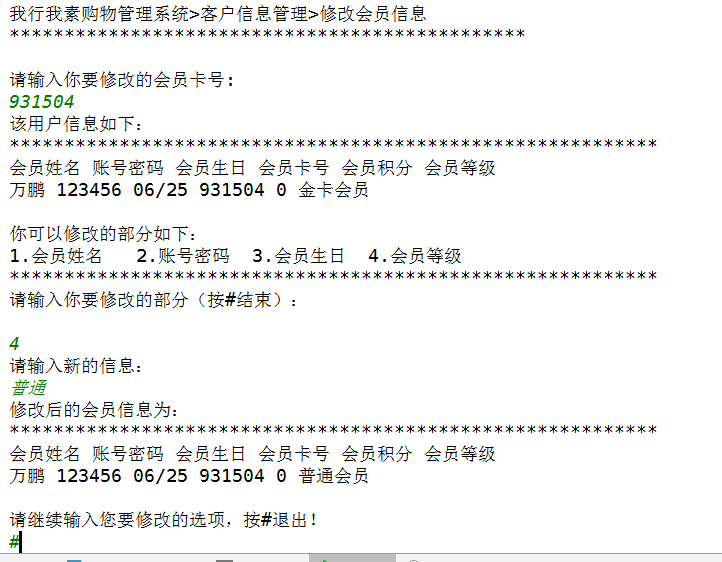 我行我素购物管理系统>客户信息管理>修改会员信息
***********************************************
请输入你要修改的会员卡号:
931504
该用户信息如下：
***********************************************************
会员姓名 账号密码 会员生日 会员卡号 会员积分 会员等级
万鹏 123456 06/25 931504 0 金卡会员
你可以修改的部分如下：
1.会员姓名   2.账号密码  3.会员生日  4.会员等级
***********************************************************
请输入你要修改的部分（按#结束）：
4
请输入新的信息：
普通
修改后的会员信息为：
***********************************************************
会员姓名 账号密码 会员生日 会员卡号 会员积分 会员等级
万鹏 123456 06/25 931504 0 普通会员
请继续输入您要修改的选项，按#退出！
#